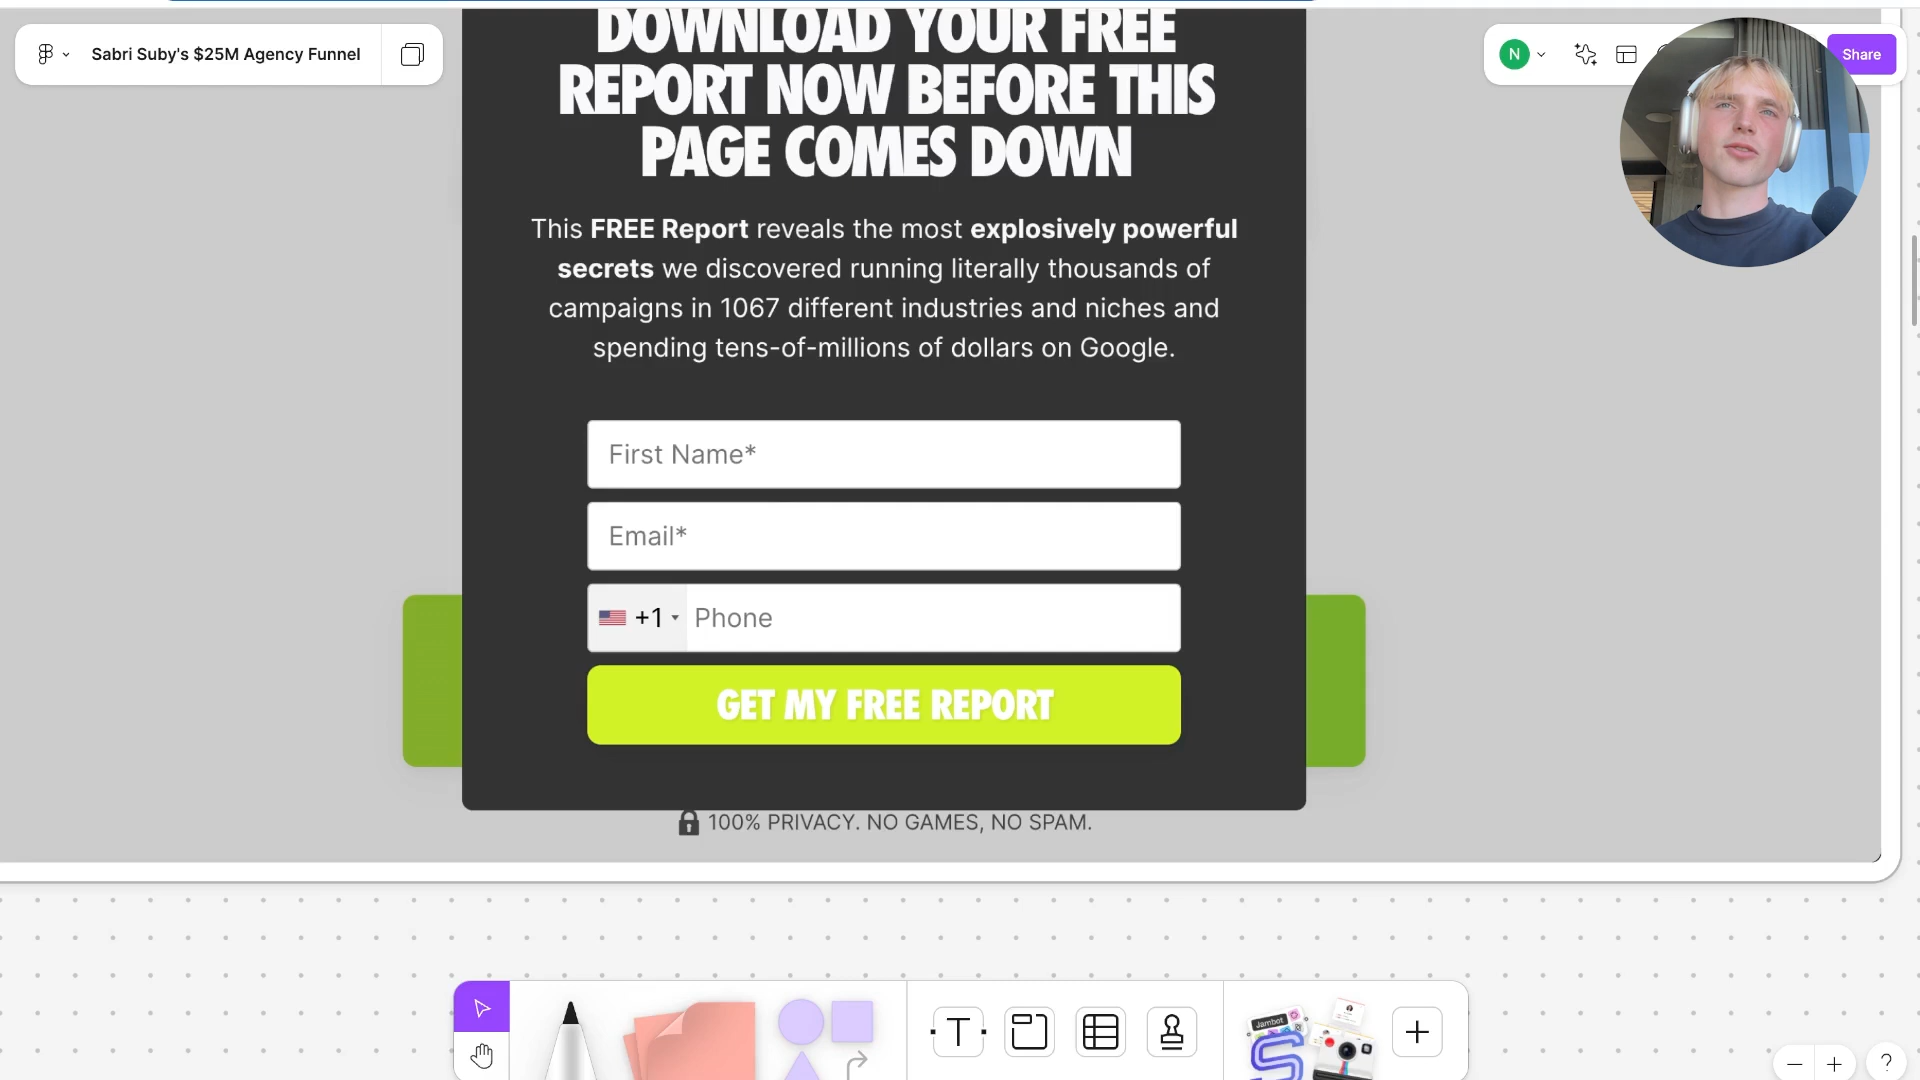 Sabri Suby's $25M Agency Funnel
N
Share
DOWNLOAD YOUR FREE
REPORT NOW BEFORE THIS
PAGE COMES DOWN
This FREE Report reveals the most explosively powerful
secrets we discovered running literally thousands of
campaigns in 1067 different industries and niches and
spending tens-of-millions of dollars on Google.
First Name*
Email*
+1 Phone
GET MY FREE REPORT
100% PRIVACY. NO GAMES, NO SPAM.
T
Jambot
?